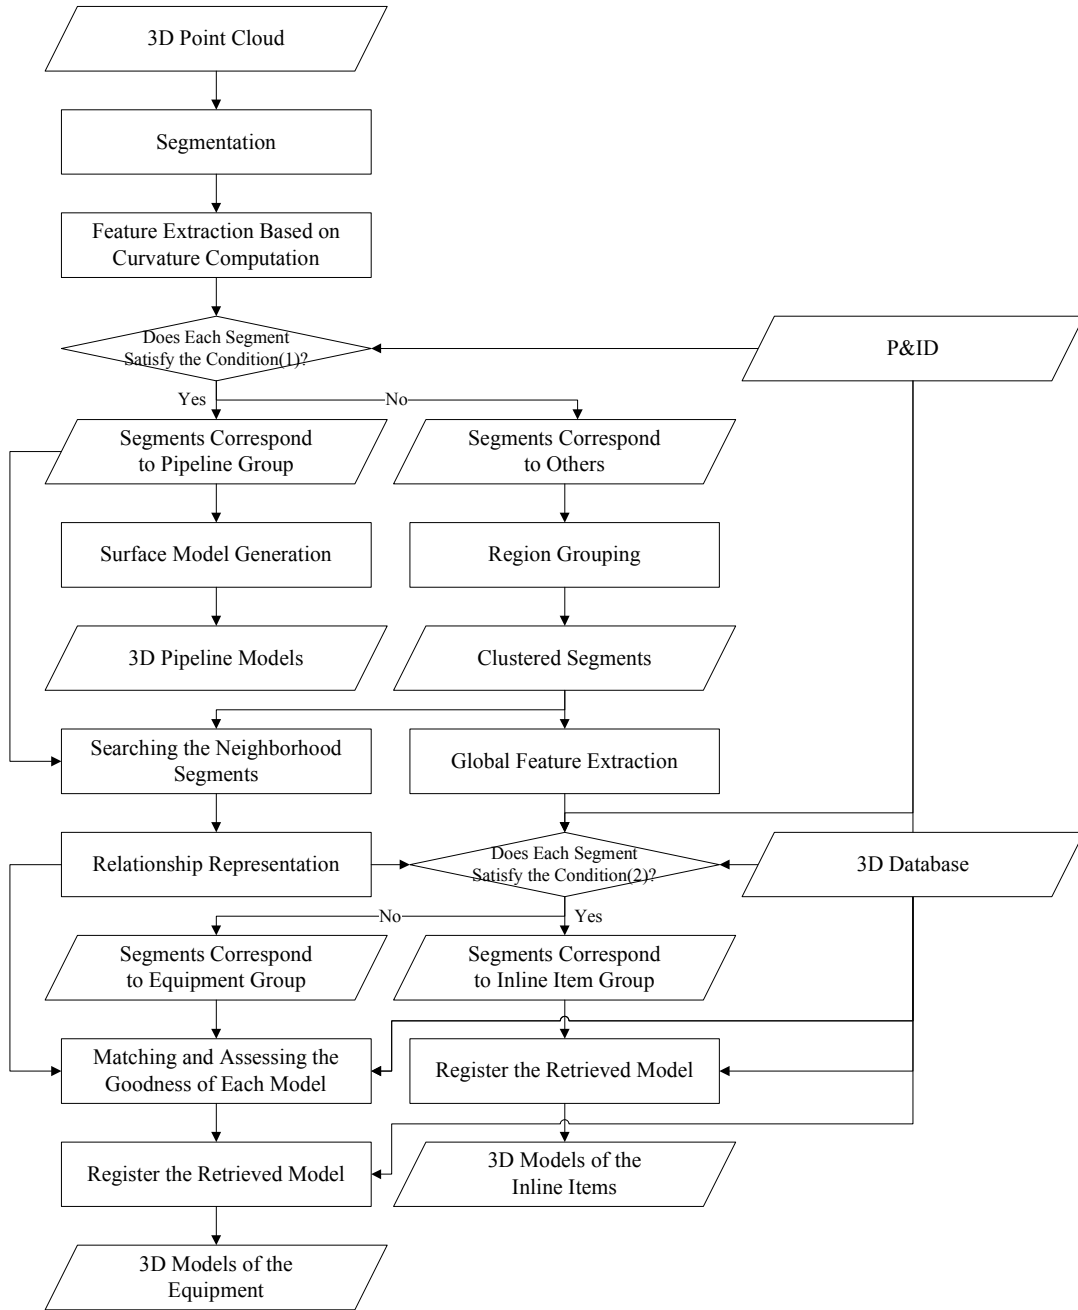 3D Point Cloud
Segmentation
Feature Extraction Based on
Curvature Computation
Does Each Segment
Satisfy the Condition(1)?
P&ID
Yes
No
Segments Correspond
to Pipeline Group
Segments Correspond
to Others
Surface Model Generation
Region Grouping
3D Pipeline Models
Clustered Segments
Searching the Neighborhood
Segments
Global Feature Extraction
Relationship Representation
Does Each Segment
Satisfy the Condition(2)?
3D Database
No
Yes
Segments Correspond
to Equipment Group
Segments Correspond
to Inline Item Group
Matching and Assessing the
Goodness of Each Model
Register the Retrieved Model
Register the Retrieved Model
3D Models of the
Inline Items
3D Models of the
Equipment